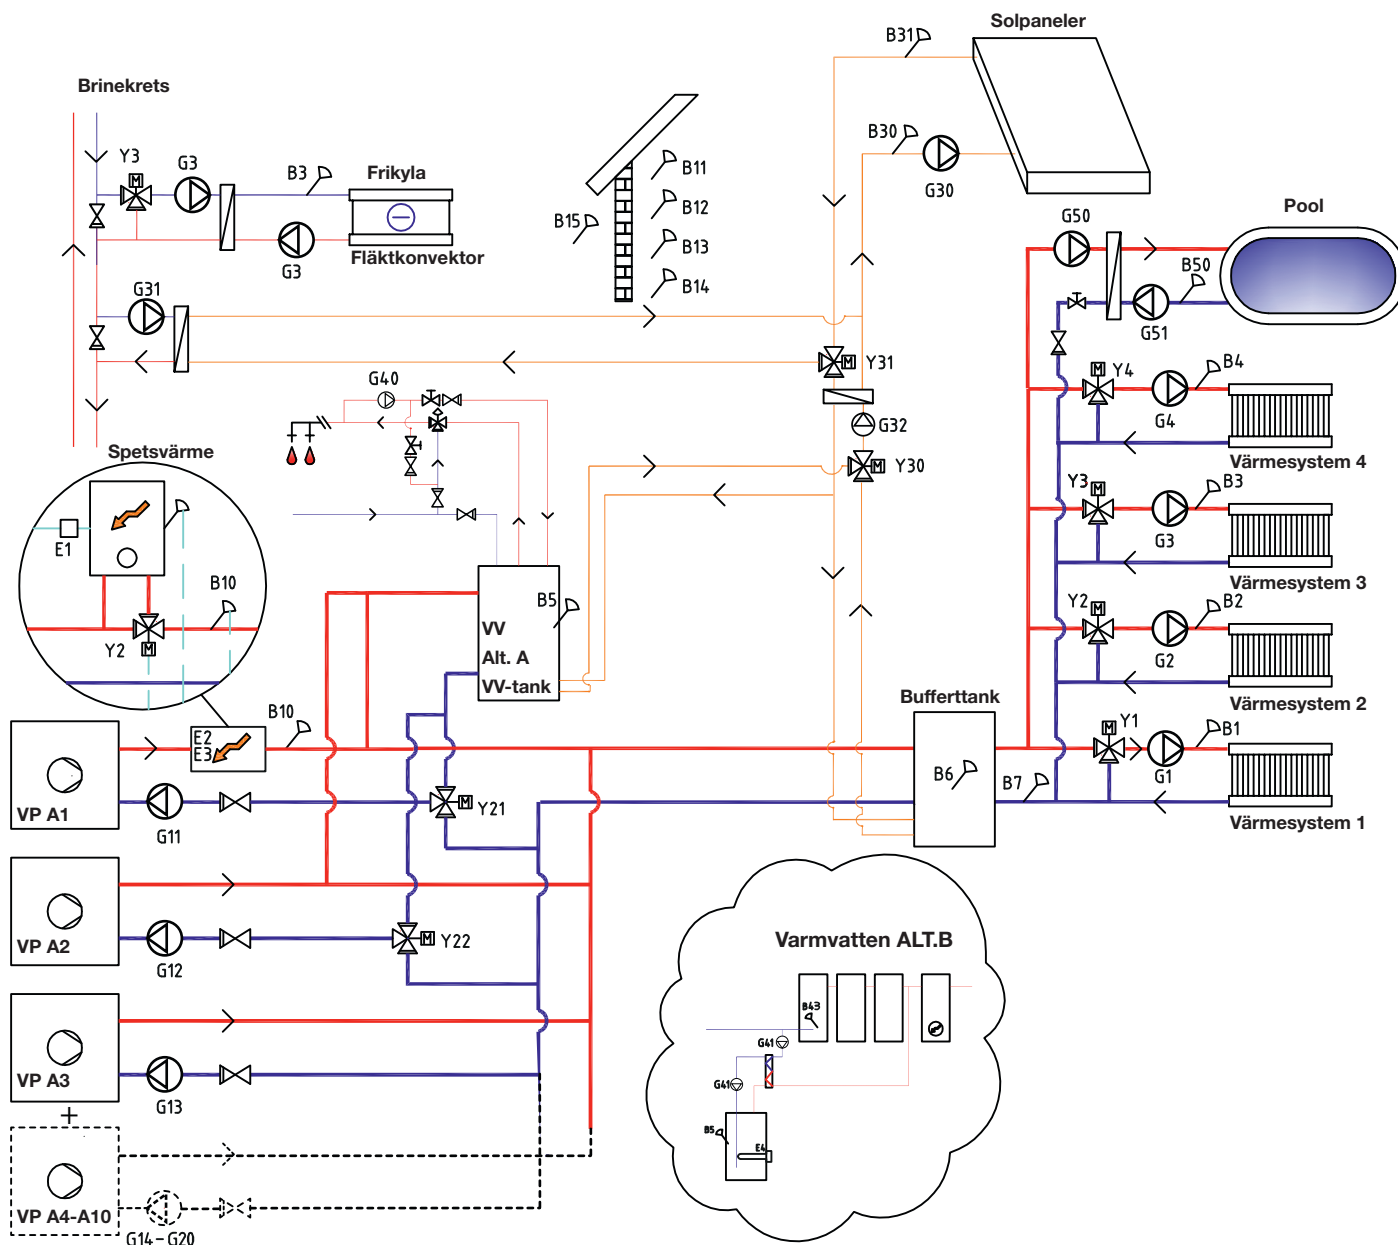 Solpaneler
B31
Brinekrets
Y3
G3
B3
Frikyla
B11
B30
G30
B12
B15
B13
B14
G50
Pool
Fläktkonvektor
G3
G31
B50
G51
Y31
Y4
B4
G40
G4
G32
Värmesystem 4
Spetsvärme
Y30
Y3
B3
E1
G3
B10
Värmesystem 3
B5
Y2
B2
VV
Y2
Alt. A
G2
VV-tank
Bufferttank
Värmesystem 2
B10
E2
E3
Y1
B1
B6
B7
G1
VP A1
G11
Y21
Värmesystem 1
VP A2
G12
Y22
Varmvatten ALT.B
B43
G41
VP A3
G13
G41
+
B5
E4
VP A4-A10
G14-G20